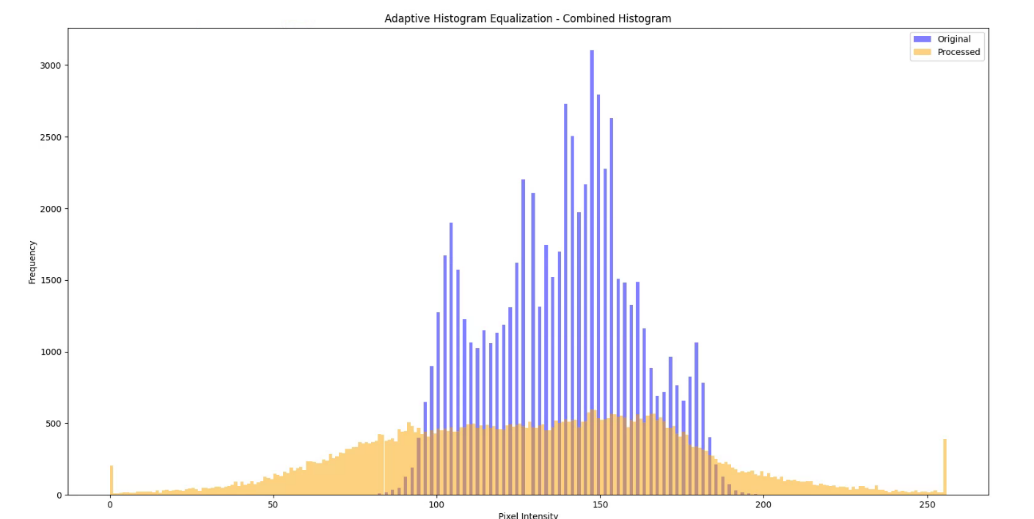 Adaptive Histogram Equalization - Combined Histogram
Original
Processed
3000
2500
2000
1500
1000
500
0
Frequency
0 50 100 150 200 250
Pixel Intensity